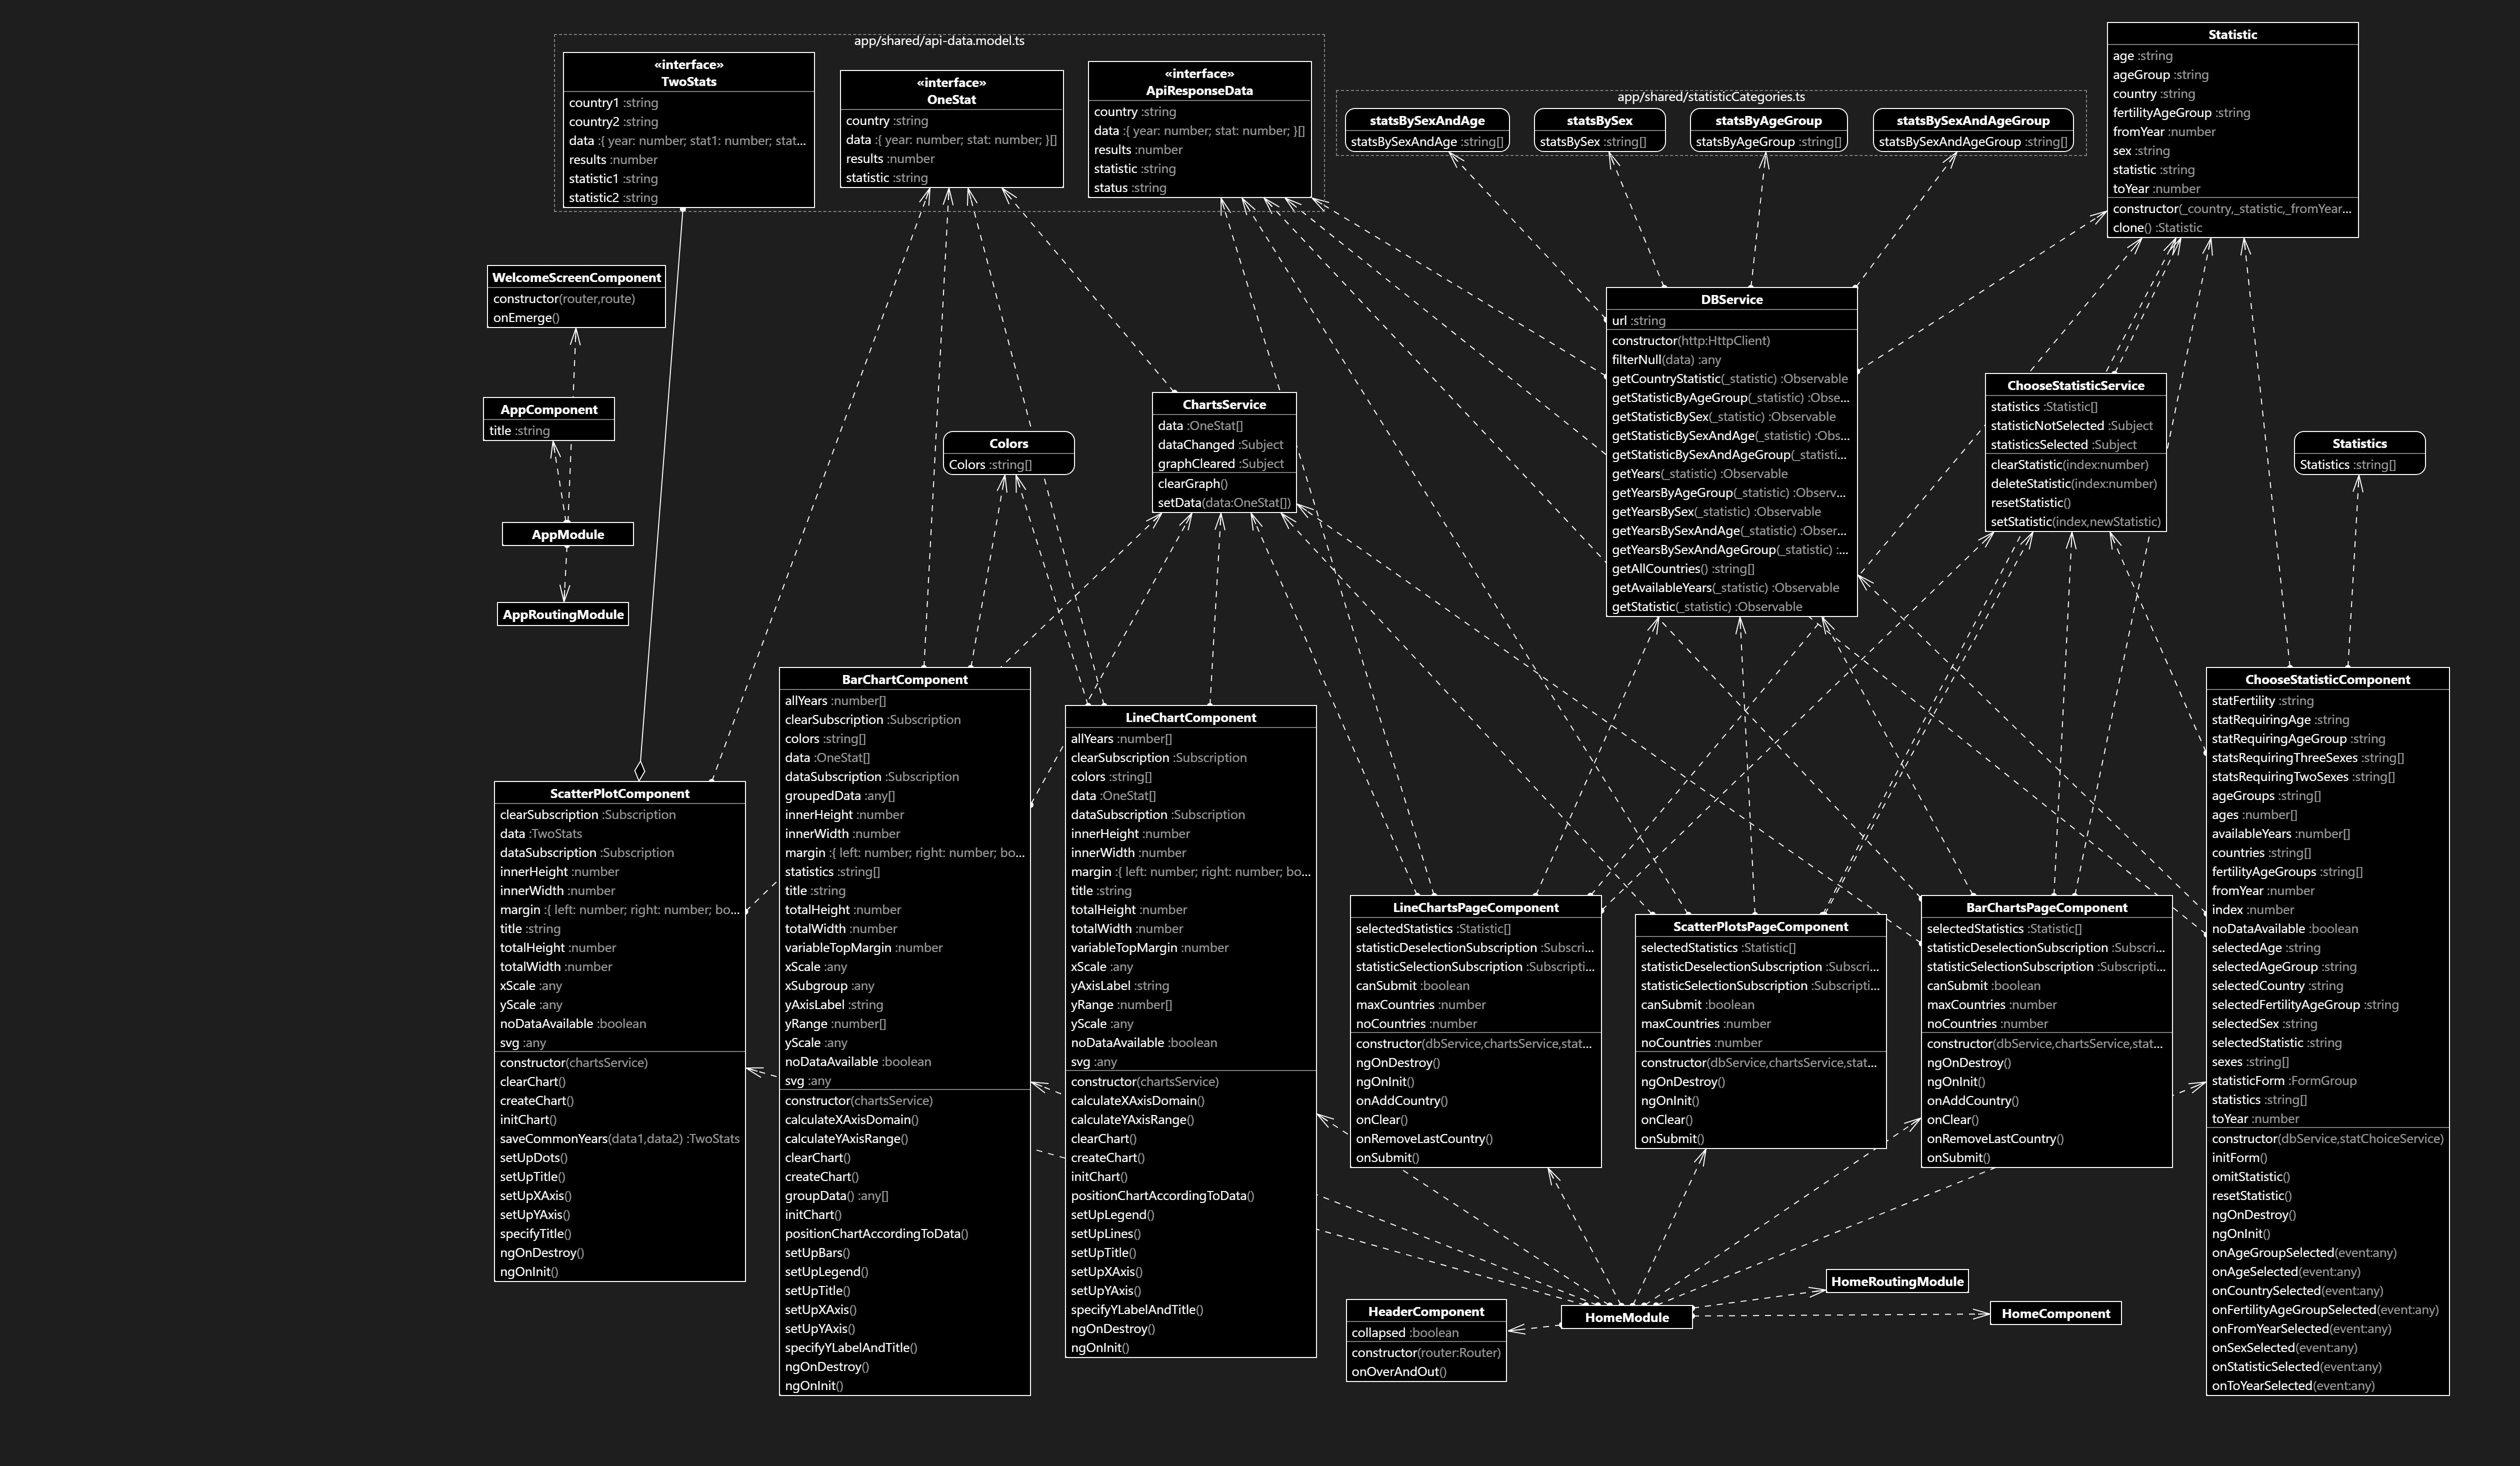 app/shared/api-data.model.ts
«interface»
TwoStats
country1 :string
country2 :string
data :{ year: number; stat1: number; stat...
results :number
statistic1 :string
statistic2 :string
«interface»
OneStat
country :string
data :{ year: number; stat: number; }[]
results :number
statistic :string
«interface»
ApiResponseData
country :string
data :{ year: number; stat: number; }[]
results :number
statistic :string
status :string
app/shared/statisticCategories.ts
statsBySexAndAge
statsBySexAndAge :string[]
statsBySex
statsBySex :string[]
statsByAgeGroup
statsByAgeGroup :string[]
statsBySexAndAgeGroup
statsBySexAndAgeGroup :string[]
Statistic
age :string
ageGroup :string
country :string
fertilityAgeGroup :string
fromYear :number
sex :string
statistic :string
toYear :number
constructor(_country,_statistic,_fromYear...
clone() :Statistic
WelcomeScreenComponent
constructor(router,route)
onEmerge()
AppComponent
title :string
AppModule
AppRoutingModule
Colors
Colors :string[]
ChartsService
data :OneStat[]
dataChanged :Subject
graphCleared :Subject
clearGraph()
setData(data:OneStat[])
DBService
url :string
constructor(http:HttpClient)
filterNull(data) :any
getCountryStatistic(_statistic) :Observable
getStatisticByAgeGroup(_statistic) :Obse...
getStatisticBySex(_statistic) :Observable
getStatisticBySexAndAge(_statistic) :Obs...
getStatisticBySexAndAgeGroup(_statisti...
getYears(_statistic) :Observable
getYearsByAgeGroup(_statistic) :Observ...
getYearsBySex(_statistic) :Observable
getYearsBySexAndAge(_statistic) :Obser...
getYearsBySexAndAgeGroup(_statistic) :...
getAllCountries() :string[]
getAvailableYears(_statistic) :Observable
getStatistic(_statistic) :Observable
ChooseStatisticService
statistics :Statistic[]
statisticNotSelected :Subject
statisticsSelected :Subject
clearStatistic(index:number)
deleteStatistic(index:number)
resetStatistic()
setStatistic(index,newStatistic)
Statistics
Statistics :string[]
ScatterPlotComponent
clearSubscription :Subscription
data :TwoStats
dataSubscription :Subscription
innerHeight :number
innerWidth :number
margin :{ left: number; right: number; bo...
title :string
totalHeight :number
totalWidth :number
xScale :any
yScale :any
noDataAvailable :boolean
svg :any
constructor(chartsService)
clearChart()
createChart()
initChart()
saveCommonYears(data1,data2) :TwoStats
setUpDots()
setUpTitle()
setUpXAxis()
setUpYAxis()
specifyTitle()
ngOnDestroy()
ngOnInit()
BarChartComponent
allYears :number[]
clearSubscription :Subscription
colors :string[]
data :OneStat[]
dataSubscription :Subscription
groupedData :any[]
innerHeight :number
innerWidth :number
margin :{ left: number; right: number; bo...
statistics :string[]
title :string
totalHeight :number
totalWidth :number
variableTopMargin :number
xScale :any
xSubgroup :any
yAxisLabel :string
yRange :number[]
yScale :any
noDataAvailable :boolean
svg :any
constructor(chartsService)
calculateXAxisDomain()
calculateYAxisRange()
clearChart()
createChart()
groupData() :any[]
initChart()
positionChartAccordingToData()
setUpBars()
setUpLegend()
setUpTitle()
setUpXAxis()
setUpYAxis()
specifyYLabelAndTitle()
ngOnDestroy()
ngOnInit()
LineChartComponent
allYears :number[]
clearSubscription :Subscription
colors :string[]
data :OneStat[]
dataSubscription :Subscription
innerHeight :number
innerWidth :number
margin :{ left: number; right: number; bo...
title :string
totalHeight :number
totalWidth :number
variableTopMargin :number
xScale :any
yAxisLabel :string
yRange :number[]
yScale :any
noDataAvailable :boolean
svg :any
constructor(chartsService)
calculateXAxisDomain()
calculateYAxisRange()
clearChart()
createChart()
initChart()
positionChartAccordingToData()
setUpLegend()
setUpLines()
setUpTitle()
setUpXAxis()
setUpYAxis()
specifyYLabelAndTitle()
ngOnDestroy()
ngOnInit()
LineChartsPageComponent
selectedStatistics :Statistic[]
statisticDeselectionSubscription :Subscri...
statisticSelectionSubscription :Subscripti...
canSubmit :boolean
maxCountries :number
noCountries :number
constructor(dbService,chartsService,stat...
ngOnDestroy()
ngOnInit()
onAddCountry()
onClear()
onRemoveLastCountry()
onSubmit()
ScatterPlotsPageComponent
selectedStatistics :Statistic[]
statisticDeselectionSubscription :Subscri...
statisticSelectionSubscription :Subscripti...
canSubmit :boolean
maxCountries :number
noCountries :number
constructor(dbService,chartsService,stat...
ngOnDestroy()
ngOnInit()
onClear()
onSubmit()
BarChartsPageComponent
selectedStatistics :Statistic[]
statisticDeselectionSubscription :Subscri...
statisticSelectionSubscription :Subscripti...
canSubmit :boolean
maxCountries :number
noCountries :number
constructor(dbService,chartsService,stat...
ngOnDestroy()
ngOnInit()
onAddCountry()
onClear()
onRemoveLastCountry()
onSubmit()
ChooseStatisticComponent
statFertility :string
statRequiringAge :string
statRequiringAgeGroup :string
statsRequiringThreeSexes :string[]
statsRequiringTwoSexes :string[]
ageGroups :string[]
ages :number[]
availableYears :number[]
countries :string[]
fertilityAgeGroups :string[]
fromYear :number
index :number
noDataAvailable :boolean
selectedAge :string
selectedAgeGroup :string
selectedCountry :string
selectedFertilityAgeGroup :string
selectedSex :string
selectedStatistic :string
sexes :string[]
statisticForm :FormGroup
statistics :string[]
toYear :number
constructor(dbService,statChoiceService)
initForm()
omitStatistic()
resetStatistic()
ngOnDestroy()
ngOnInit()
onAgeGroupSelected(event:any)
onAgeSelected(event:any)
onCountrySelected(event:any)
onFertilityAgeGroupSelected(event:any)
onFromYearSelected(event:any)
onSexSelected(event:any)
onStatisticSelected(event:any)
onToYearSelected(event:any)
HeaderComponent
collapsed :boolean
constructor(router:Router)
onOverAndOut()
HomeModule
HomeRoutingModule
HomeComponent